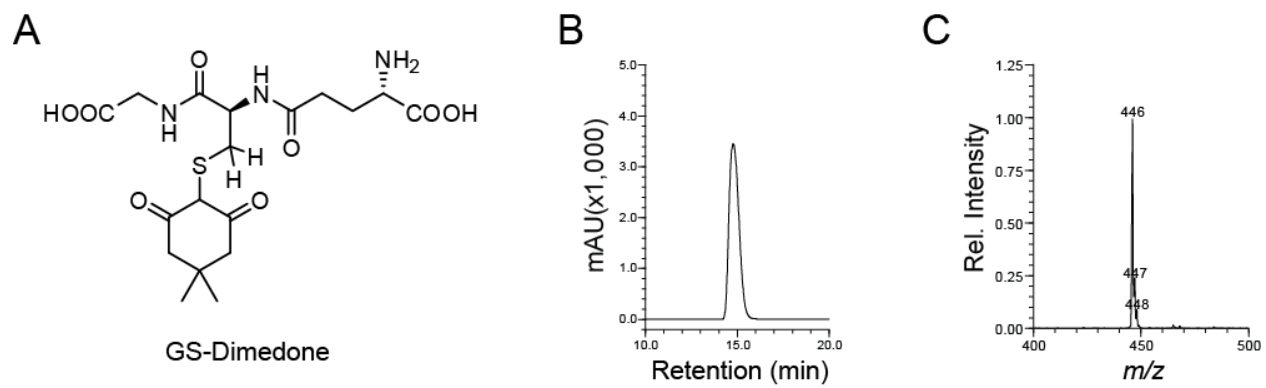 A
HOOC
O
N
H
H
N
O
NH₂
COOH
S
H
H
O
O
GS-Dimedone
B
mAU(x1,000)
5.0
4.0
3.0
2.0
1.0
0.0
10.0 15.0 20.0
Retention (min)
C
Rel. Intensity
1.25
1.00
0.75
0.50
0.25
0.00
446
447
448
400 450 500
m/z